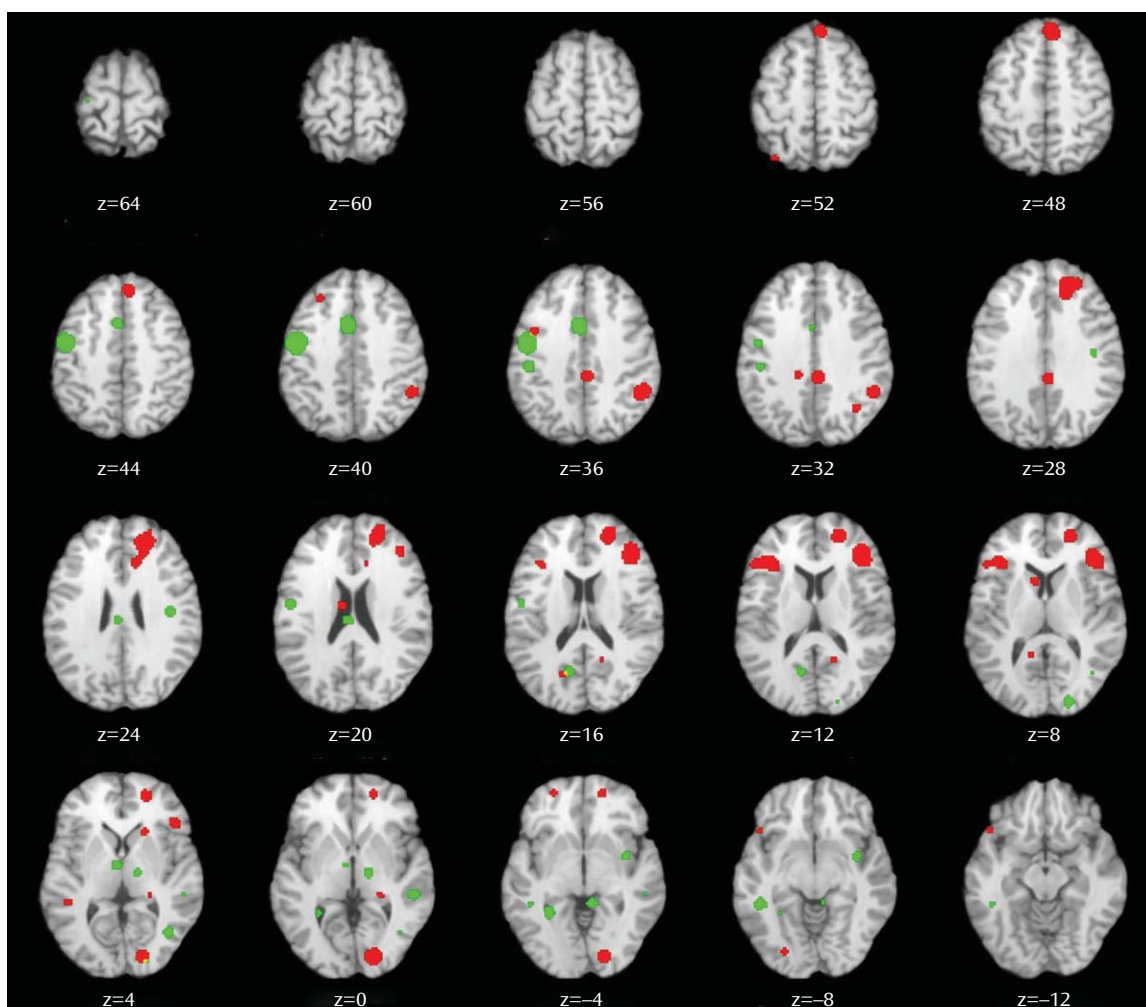 z=64 z=60 z=56 z=52 z=48
z=44 z=40 z=36 z=32 z=28
z=24 z=20 z=16 z=12 z=8
z=4 z=0 z=–4 z=–8 z=–12